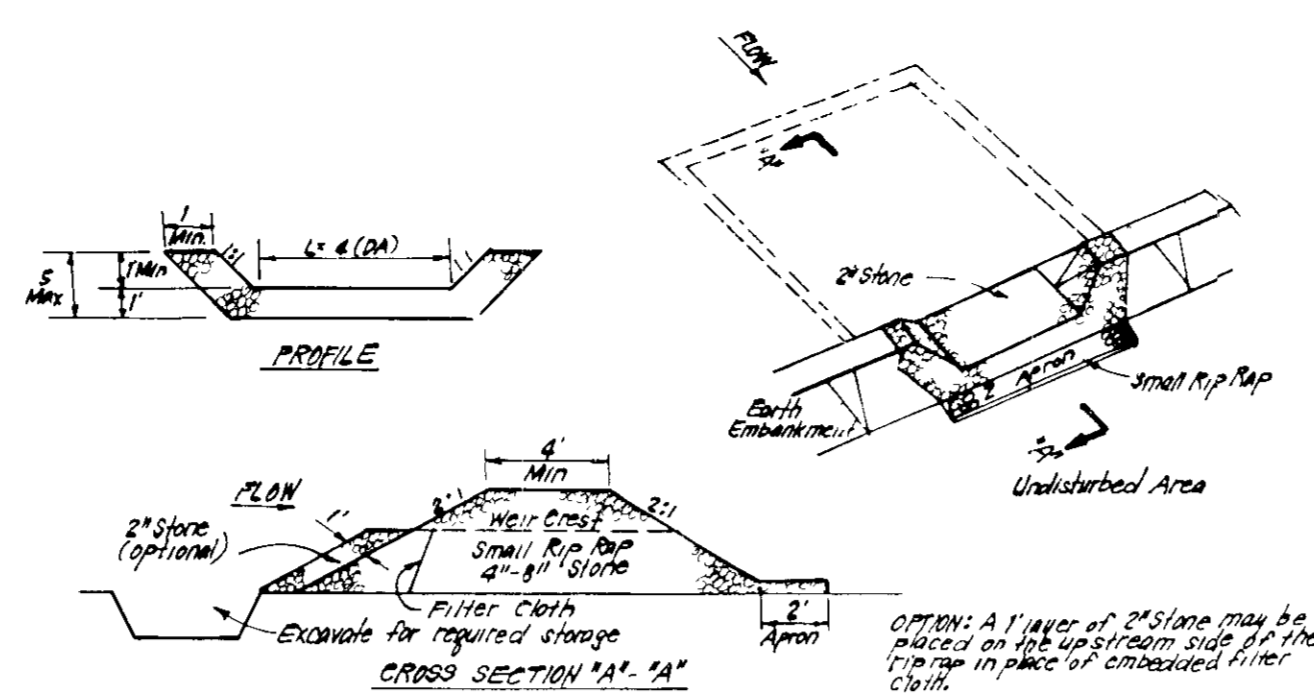 FLOW
"A"
1
Min.
1:1
L= 4 (DA)
1:1
5
Max
1 Min
1'
PROFILE
2" Stone
2' Apron
Small Rip Rap
Earth
Embankment
"A"
Undisturbed Area
4'
Min
FLOW
1'
2:1
2:1
2" Stone
(optional)
Weir Crest
Small Rip Rap
4"-8" Stone
Filter Cloth
Excavate for required storage
2'
Apron
CROSS SECTION "A"-"A"
OPTION: A 1' layer of 2" Stone may be
placed on the upstream side of the
riprap in place of embedded filter
cloth.